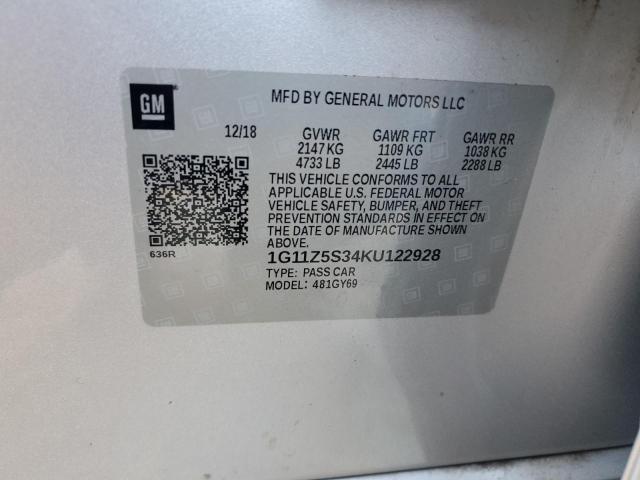 GM
MFD BY GENERAL MOTORS LLC
12/18 GVWR GAWR FRT GAWR RR
2147 KG 1109 KG 1038 KG
4733 LB 2445 LB 2288 LB
THIS VEHICLE CONFORMS TO ALL
APPLICABLE U.S. FEDERAL MOTOR
VEHICLE SAFETY, BUMPER, AND THEFT
PREVENTION STANDARDS IN EFFECT ON
THE DATE OF MANUFACTURE SHOWN
ABOVE.
636R
1G11Z5S34KU122928
TYPE: PASS CAR
MODEL: 481GY69